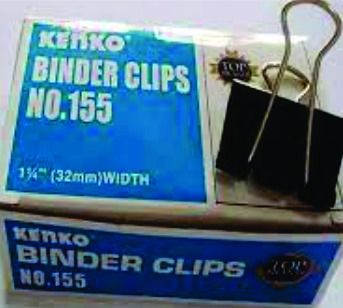 KENKO
BINDER CLIPS
NO.155
TOP
1¼" (32mm)WIDTH
KENKO
BINDER CLIPS
NO.155
TOP